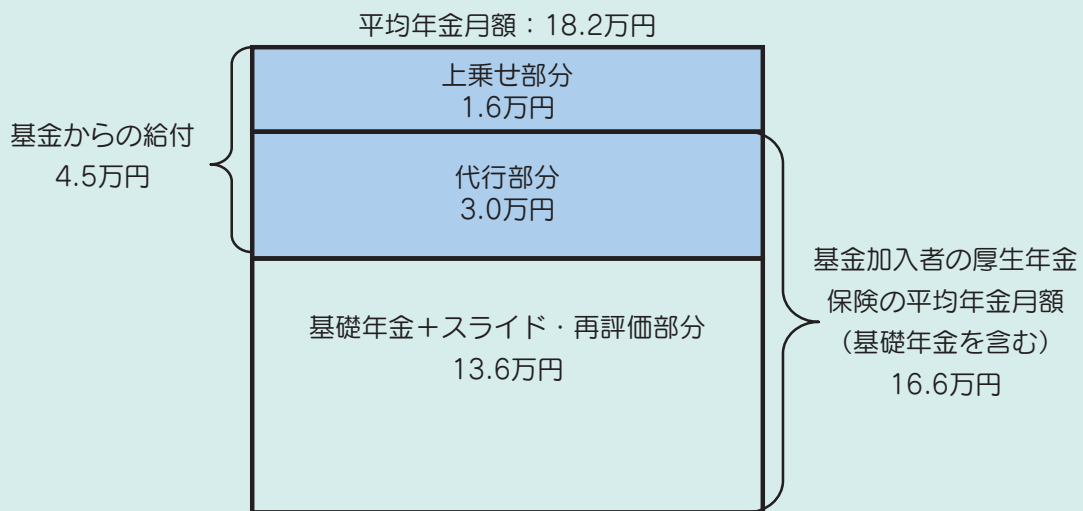 平均年金月額：18.2万円
上乗せ部分
1.6万円
基金からの給付
4.5万円
代行部分
3.0万円
基金加入者の厚生年金
保険の平均年金月額
（基礎年金を含む）
16.6万円
基礎年金＋スライド・再評価部分
13.6万円